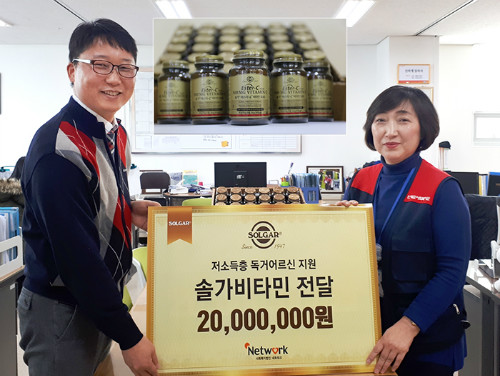 SOLGAR
Ester-C
SOLGAR
Since 1947
저소득층 독거어르신 지원
솔가비타민 전달
20,000,000원
Network